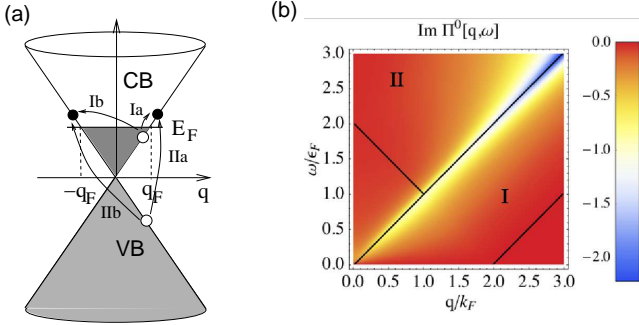 (a)
CB
Ib
Ia
E_F
IIa
−q_F
q_F
q
IIb
VB
(b)
Im Π⁰[q,ω]
3.0
2.5
2.0
1.5
1.0
0.5
0.0
ω/ϵ_F
II
I
0.0 0.5 1.0 1.5 2.0 2.5 3.0
q/k_F
0.0
−0.5
−1.0
−1.5
−2.0